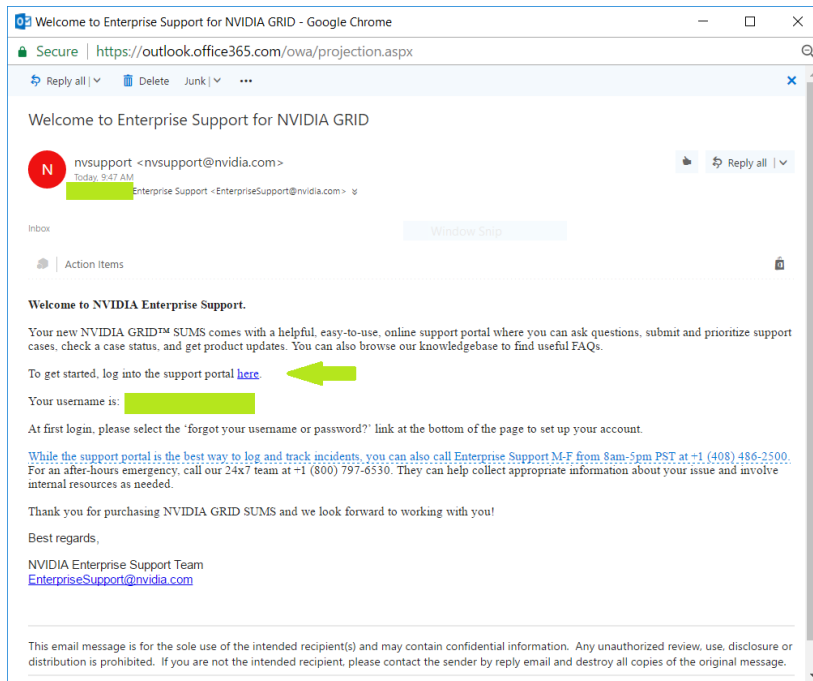 Welcome to Enterprise Support for NVIDIA GRID - Google Chrome
Secure | https://outlook.office365.com/owa/projection.aspx
Reply all | Delete Junk | •••
Welcome to Enterprise Support for NVIDIA GRID
N
nvsupport <nvsupport@nvidia.com>
Reply all |
Today, 9:47 AM
Enterprise Support <EnterpriseSupport@nvidia.com>
Inbox
Window Snip
Action Items
Welcome to NVIDIA Enterprise Support.
Your new NVIDIA GRID™ SUMS comes with a helpful, easy-to-use, online support portal where you can ask questions, submit and prioritize support
cases, check a case status, and get product updates. You can also browse our knowledgebase to find useful FAQs.
To get started, log into the support portal here.
Your username is:
At first login, please select the ‘forgot your username or password?’ link at the bottom of the page to set up your account.
While the support portal is the best way to log and track incidents, you can also call Enterprise Support M-F from 8am-5pm PST at +1 (408) 486-2500.
For an after-hours emergency, call our 24x7 team at +1 (800) 797-6530. They can help collect appropriate information about your issue and involve
internal resources as needed.
Thank you for purchasing NVIDIA GRID SUMS and we look forward to working with you!
Best regards,
NVIDIA Enterprise Support Team
EnterpriseSupport@nvidia.com
This email message is for the sole use of the intended recipient(s) and may contain confidential information. Any unauthorized review, use, disclosure or
distribution is prohibited. If you are not the intended recipient, please contact the sender by reply email and destroy all copies of the original message.